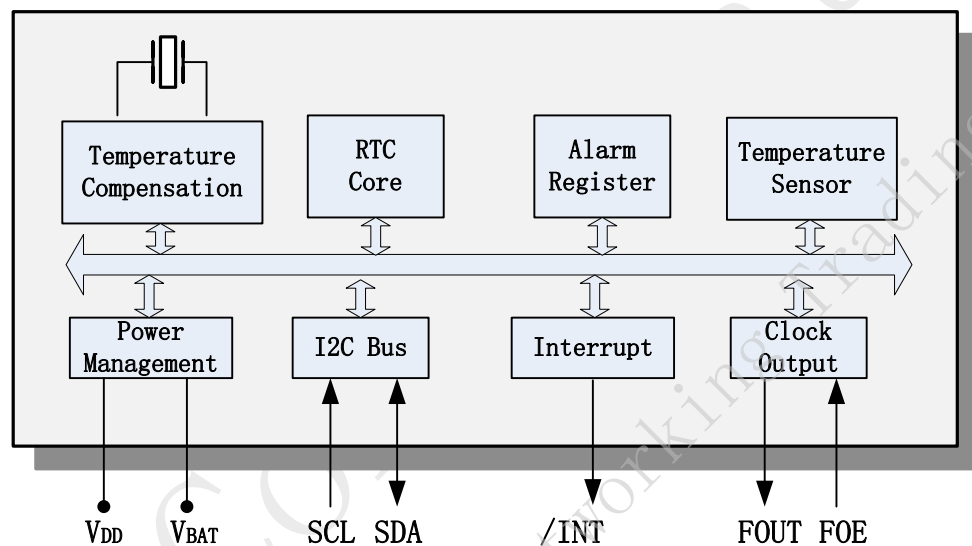 Temperature
Compensation
RTC
Core
Alarm
Register
Temperature
Sensor
Power
Management
I2C Bus
Interrupt
Clock
Output
VDD VBAT SCL SDA /INT FOUT FOE
Trading